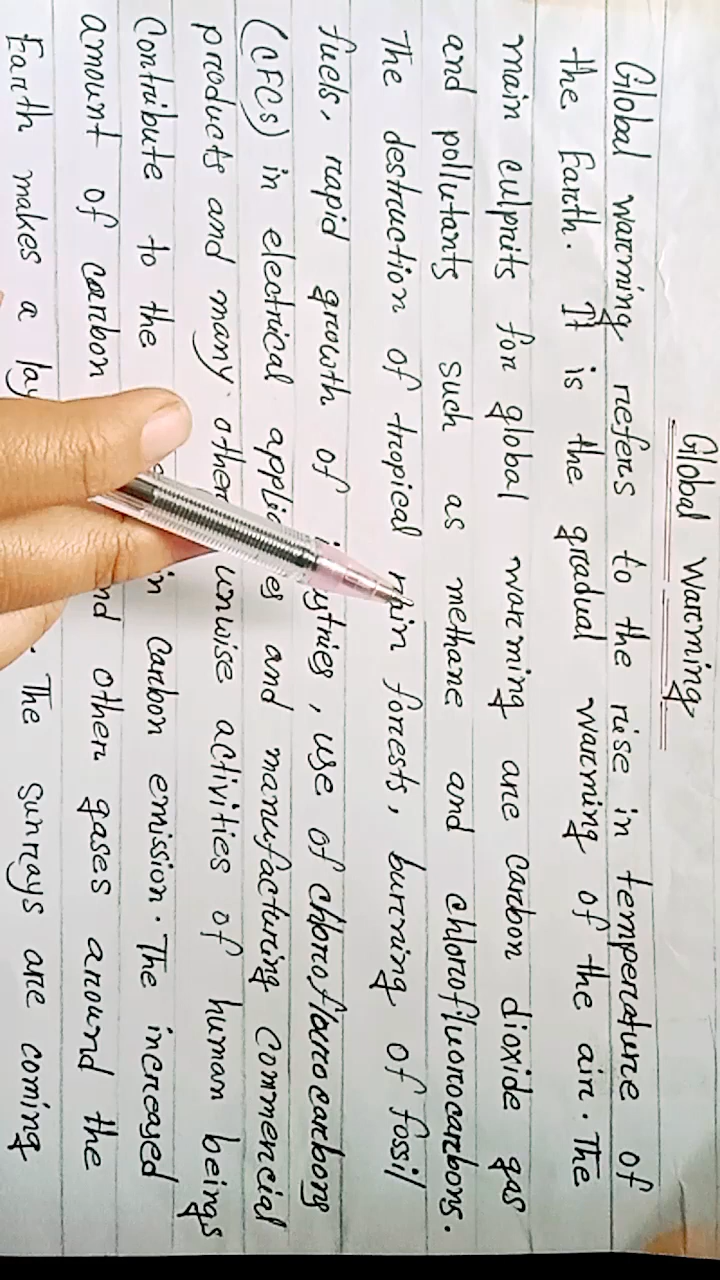 Global Warming
Global warming refers to the rise in temperature of
the Earth. It is the gradual warming of the air. The
main culprits for global warming are carbon dioxide gas
and pollutants such as methane and chlorofluorocarbons.
The destruction of tropical rain forests, burning of fossil
fuels, rapid growth of use of chlorofluorocarbons
(CFCs) in electrical and manufacturing commercial
products and many other unwise activities of human beings
Contribute to the in Carbon emission. The increased
amount of carbon other gases around the
Earth makes a The sunrays are coming